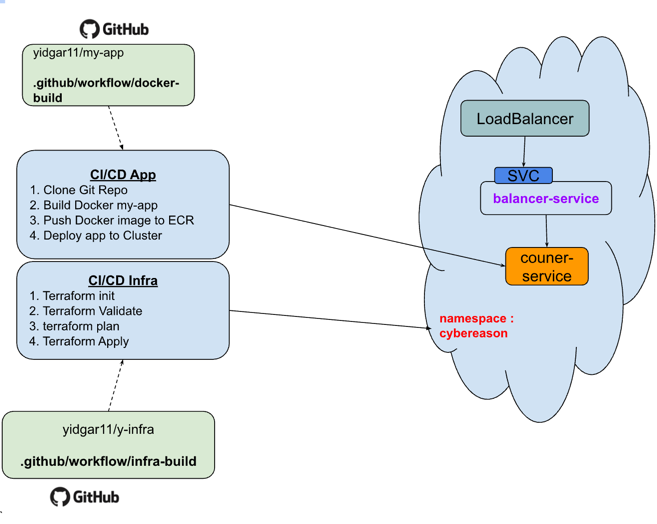 GitHub
yidgar11/my-app
.github/workflow/docker-
build
CI/CD App
1. Clone Git Repo
2. Build Docker my-app
3. Push Docker image to ECR
4. Deploy app to Cluster
CI/CD Infra
1. Terraform init
2. Terraform Validate
3. terraform plan
4. Terraform Apply
yidgar11/y-infra
.github/workflow/infra-build
GitHub
LoadBalancer
SVC
balancer-service
couner-
service
namespace :
cybereason